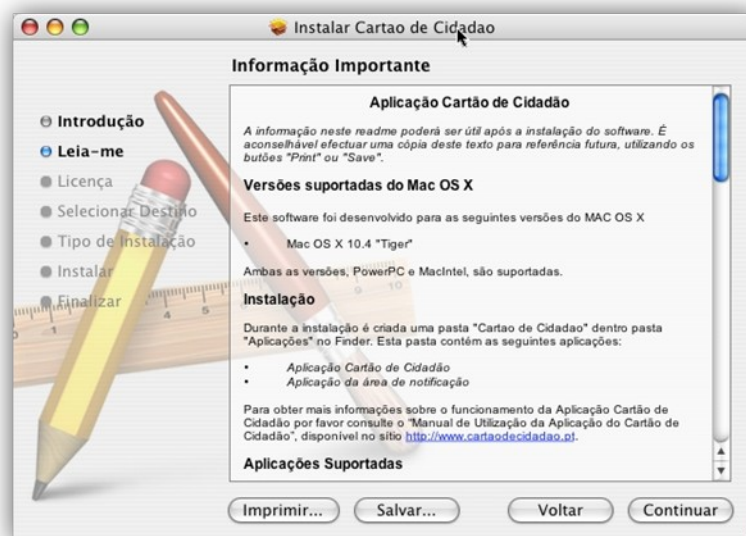 Instalar Cartao de Cidadao
Informação Importante
Introdução
Leia-me
Licença
Selecionar Destino
Tipo de Instalação
Instalar
Finalizar
Aplicação Cartão de Cidadão
A informação neste readme poderá ser útil após a instalação do software. É
aconselhável efectuar uma cópia deste texto para referência futura, utilizando os
butões "Print" ou "Save".
Versões suportadas do Mac OS X
Este software foi desenvolvido para as seguintes versões do MAC OS X
• Mac OS X 10.4 "Tiger"
Ambas as versões, PowerPC e MacIntel, são suportadas.
Instalação
Durante a instalação é criada uma pasta "Cartao de Cidadao" dentro pasta
"Aplicações" no Finder. Esta pasta contém as seguintes aplicações:
• Aplicação Cartão de Cidadão
• Aplicação da área de notificação
Para obter mais informações sobre o funcionamento da Aplicação Cartão de
Cidadão por favor consulte o "Manual de Utilização da Aplicação do Cartão de
Cidadão", disponível no sítio http://www.cartaodecidadao.pt.
Aplicações Suportadas
Imprimir... Salvar... Voltar Continuar